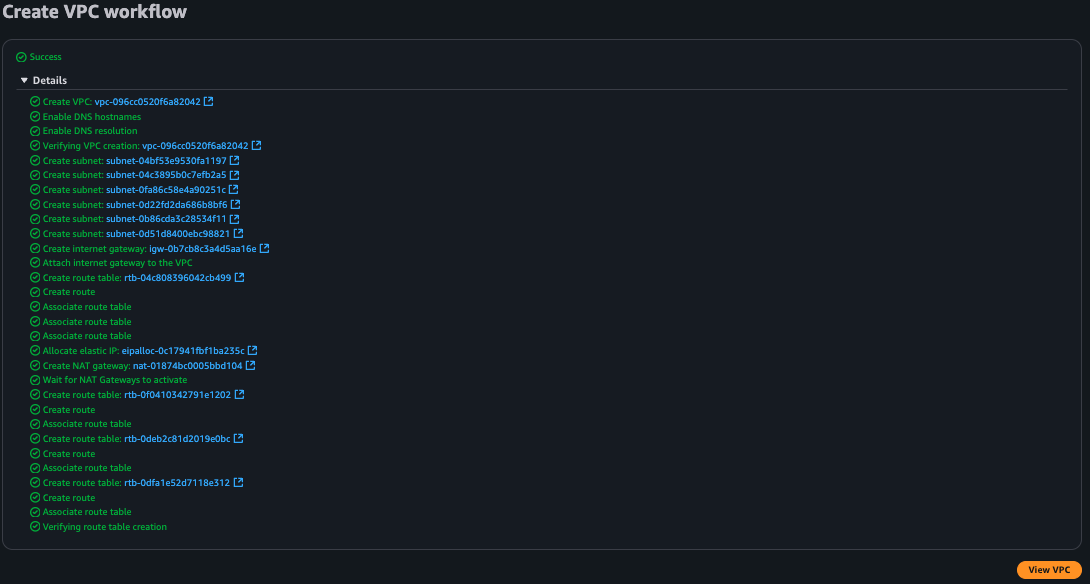 Create VPC workflow
Success
Details
Create VPC: vpc-096cc0520f6a82042
Enable DNS hostnames
Enable DNS resolution
Verifying VPC creation: vpc-096cc0520f6a82042
Create subnet: subnet-04bf53e9530fa1197
Create subnet: subnet-04c3895b0c7efb2a5
Create subnet: subnet-0fa86c58e4a90251c
Create subnet: subnet-0d22fd2da686b8bf6
Create subnet: subnet-0b86cda3c28534f11
Create subnet: subnet-0d51d8400ebc98821
Create internet gateway: igw-0b7cb8c3a4d5aa16e
Attach internet gateway to the VPC
Create route table: rtb-04c808396042cb499
Create route
Associate route table
Associate route table
Associate route table
Allocate elastic IP: eipalloc-0c17941fbf1ba235c
Create NAT gateway: nat-01874bc0005bbd104
Wait for NAT Gateways to activate
Create route table: rtb-0f0410342791e1202
Create route
Associate route table
Create route table: rtb-0deb2c81d2019e0bc
Create route
Associate route table
Create route table: rtb-0dfa1e52d7118e312
Create route
Associate route table
Verifying route table creation
View VPC